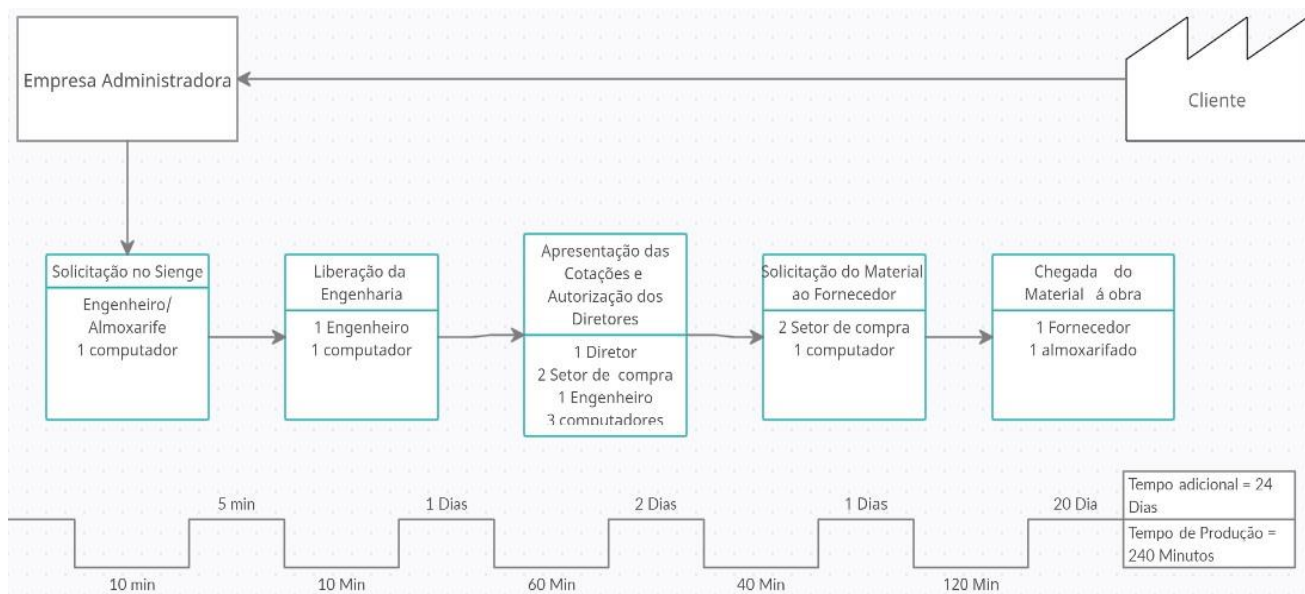 Empresa Administradora
Cliente
Solicitação no Sienge
Engenheiro/
Almoxarife
1 computador
Liberação da
Engenharia
1 Engenheiro
1 computador
Apresentação das
Cotações e
Autorização dos
Diretores
1 Diretor
2 Setor de compra
1 Engenheiro
3 computadores
Solicitação do Material
ao Fornecedor
2 Setor de compra
1 computador
Chegada do
Material á obra
1 Fornecedor
1 almoxarifado
5 min
1 Dias
2 Dias
1 Dias
20 Dia
10 min
10 Min
60 Min
40 Min
120 Min
Tempo adicional = 24
Dias
Tempo de Produção =
240 Minutos